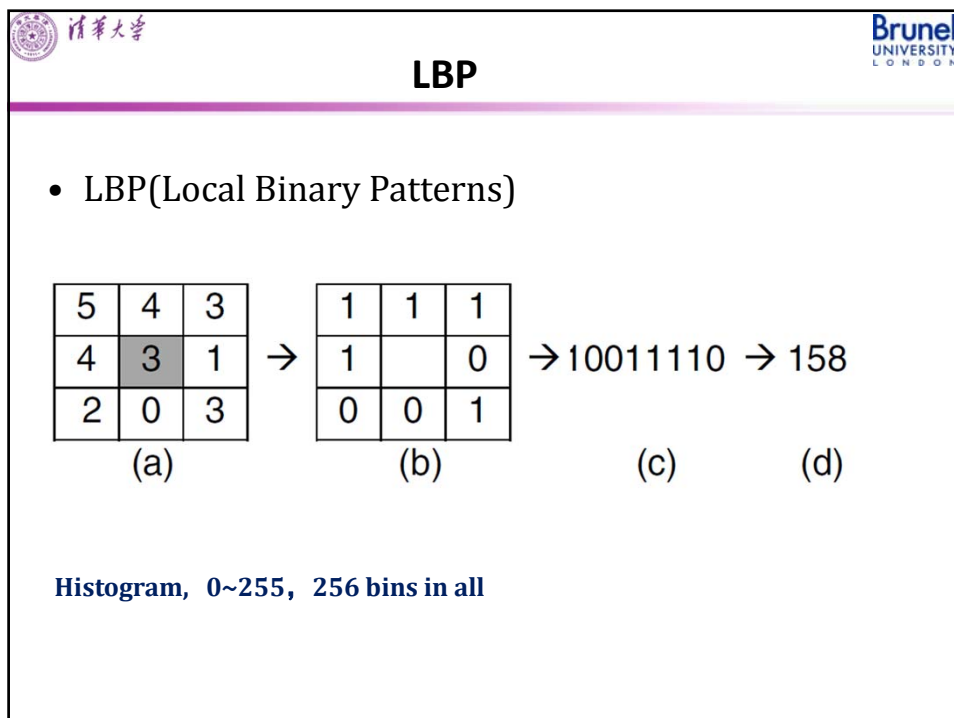 清華大学
Brunel
UNIVERSITY
LONDON
LBP
• LBP(Local Binary Patterns)
5 4 3
4 3 1
2 0 3
(a)
→
1 1 1
1 0
0 0 1
(b)
→10011110 → 158
(c) (d)
Histogram, 0~255, 256 bins in all